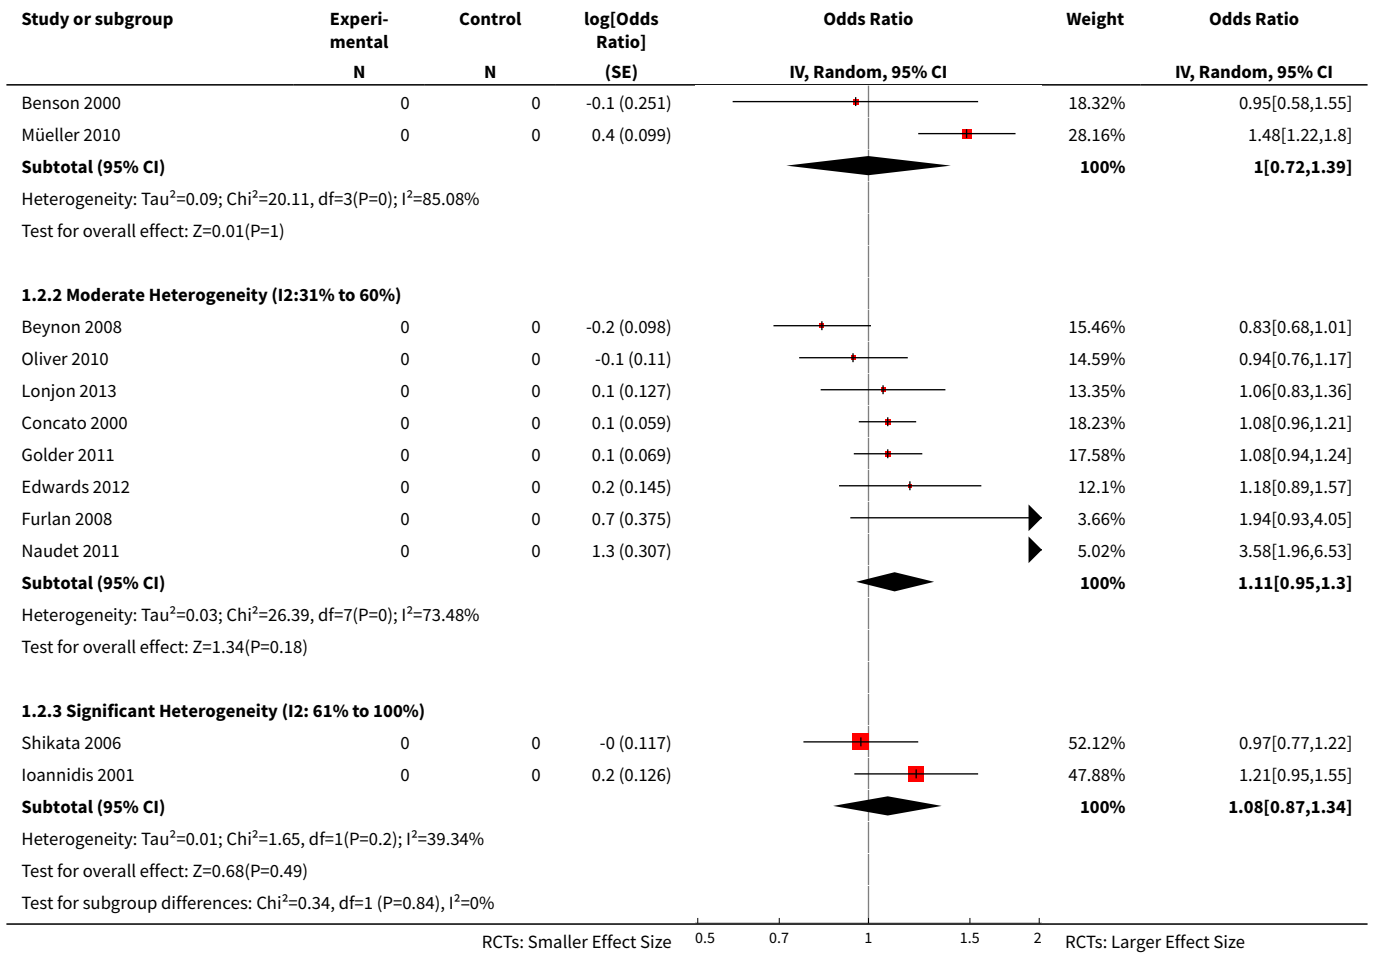 Study or subgroup Experi- Control log[Odds Odds Ratio Weight Odds Ratio
mental Ratio]
N N (SE) IV, Random, 95% CI IV, Random, 95% CI
Benson 2000 0 0 -0.1 (0.251) 18.32% 0.95[0.58,1.55]
Müeller 2010 0 0 0.4 (0.099) 28.16% 1.48[1.22,1.8]
Subtotal (95% CI) 100% 1[0.72,1.39]
Heterogeneity: Tau²=0.09; Chi²=20.11, df=3(P=0); I²=85.08%
Test for overall effect: Z=0.01(P=1)
1.2.2 Moderate Heterogeneity (I2:31% to 60%)
Beynon 2008 0 0 -0.2 (0.098) 15.46% 0.83[0.68,1.01]
Oliver 2010 0 0 -0.1 (0.11) 14.59% 0.94[0.76,1.17]
Lonjon 2013 0 0 0.1 (0.127) 13.35% 1.06[0.83,1.36]
Concato 2000 0 0 0.1 (0.059) 18.23% 1.08[0.96,1.21]
Golder 2011 0 0 0.1 (0.069) 17.58% 1.08[0.94,1.24]
Edwards 2012 0 0 0.2 (0.145) 12.1% 1.18[0.89,1.57]
Furlan 2008 0 0 0.7 (0.375) 3.66% 1.94[0.93,4.05]
Naudet 2011 0 0 1.3 (0.307) 5.02% 3.58[1.96,6.53]
Subtotal (95% CI) 100% 1.11[0.95,1.3]
Heterogeneity: Tau²=0.03; Chi²=26.39, df=7(P=0); I²=73.48%
Test for overall effect: Z=1.34(P=0.18)
1.2.3 Significant Heterogeneity (I2: 61% to 100%)
Shikata 2006 0 0 -0 (0.117) 52.12% 0.97[0.77,1.22]
Ioannidis 2001 0 0 0.2 (0.126) 47.88% 1.21[0.95,1.55]
Subtotal (95% CI) 100% 1.08[0.87,1.34]
Heterogeneity: Tau²=0.01; Chi²=1.65, df=1(P=0.2); I²=39.34%
Test for overall effect: Z=0.68(P=0.49)
Test for subgroup differences: Chi²=0.34, df=1 (P=0.84), I²=0%
RCTs: Smaller Effect Size 0.5 0.7 1 1.5 2 RCTs: Larger Effect Size